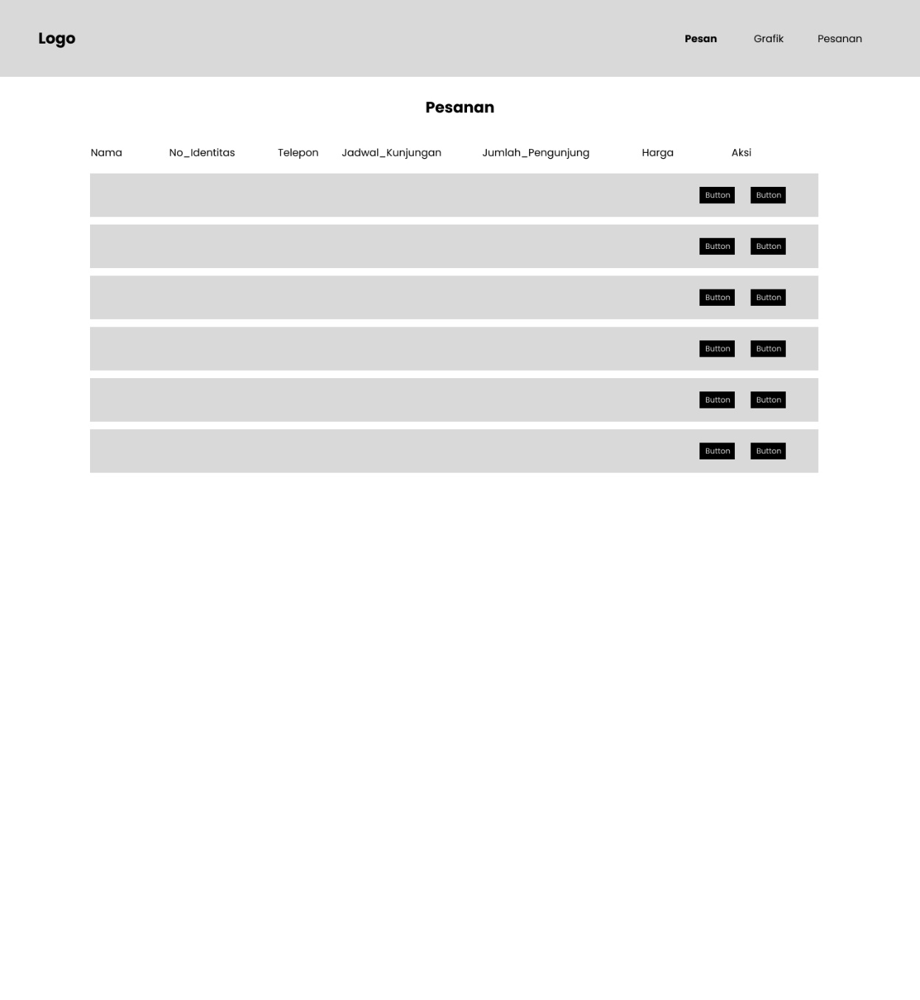 Logo Pesan Grafik Pesanan
Pesanan
Nama No_Identitas Telepon Jadwal_Kunjungan Jumlah_Pengunjung Harga Aksi
Button Button
Button Button
Button Button
Button Button
Button Button
Button Button